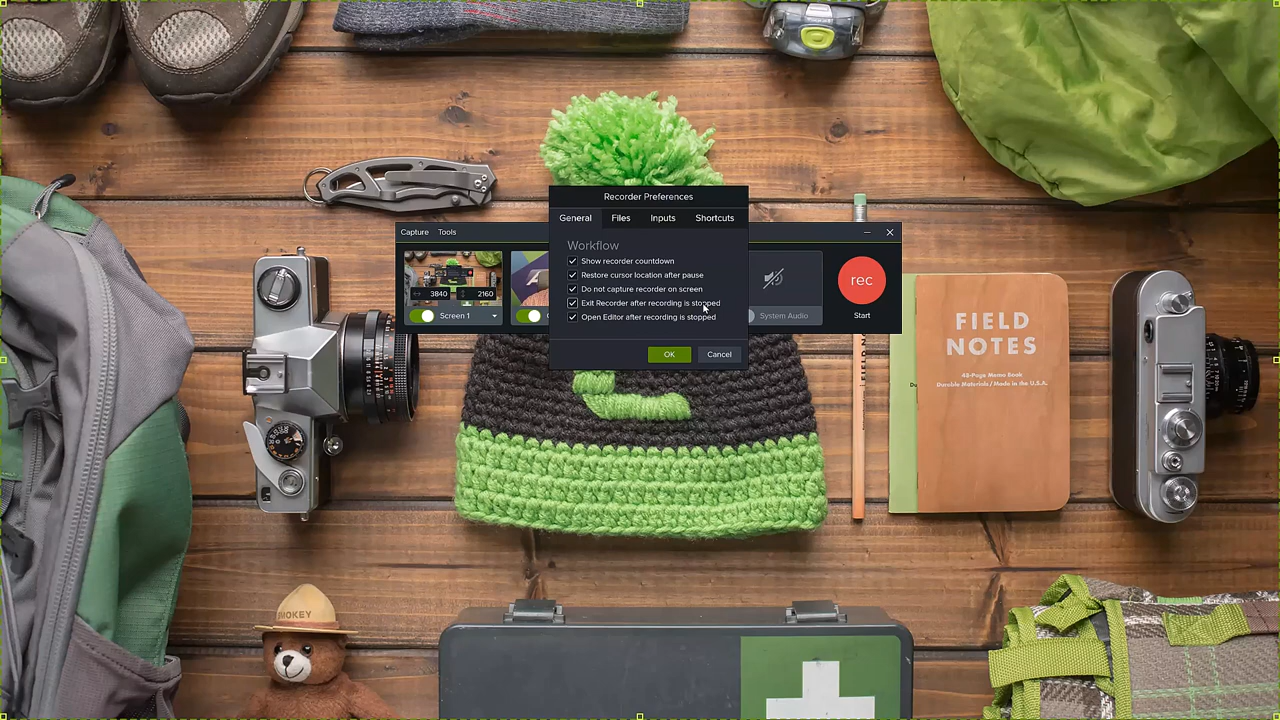 Recorder Preferences
General Files Inputs Shortcuts
Capture Tools
Workflow
Show recorder countdown
Restore cursor location after pause
Do not capture recorder on screen
Exit Recorder after recording is stopped
Open Editor after recording is stopped
3840 2160
Screen 1
System Audio
rec
Start
OK Cancel
FIELD
NOTES
48-Page Memo Book
Durable Materials / Made in the U.S.A.
SMOKEY